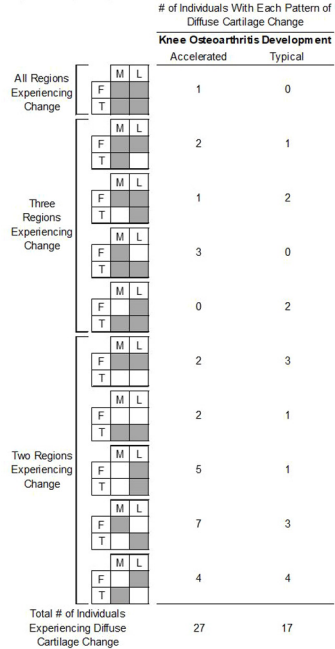 # of Individuals With Each Pattern of
Diffuse Cartilage Change
Knee Osteoarthritis Development
Accelerated Typical
All Regions
Experiencing
Change
M L
F
T
1 0
Three
Regions
Experiencing
Change
M L
F
T
2 1
M L
F
T
1 2
M L
F
T
3 0
M L
F
T
0 2
Two Regions
Experiencing
Change
M L
F
T
2 3
M L
F
T
2 1
M L
F
T
5 1
M L
F
T
7 3
M L
F
T
4 4
Total # of Individuals
Experiencing Diffuse
Cartilage Change
27 17